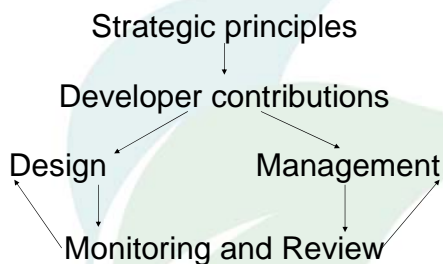 Strategic principles
Developer contributions
Design Management
Monitoring and Review